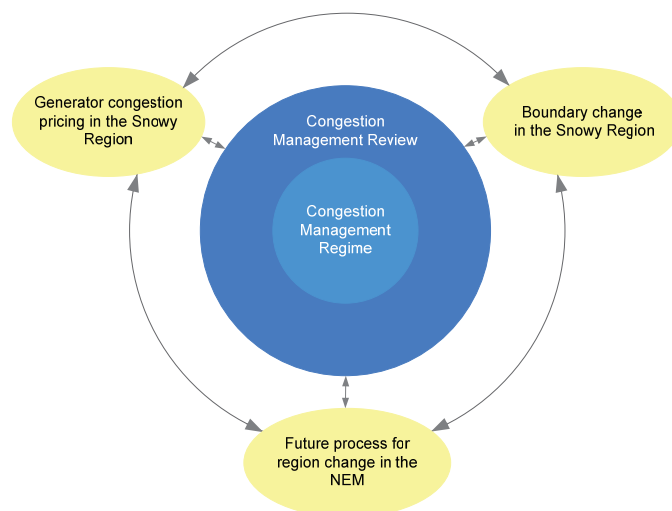 Generator congestion
pricing in the Snowy
Region
Congestion
Management Review
Boundary change
in the Snowy Region
Congestion
Management
Regime
Future process for
region change in the
NEM